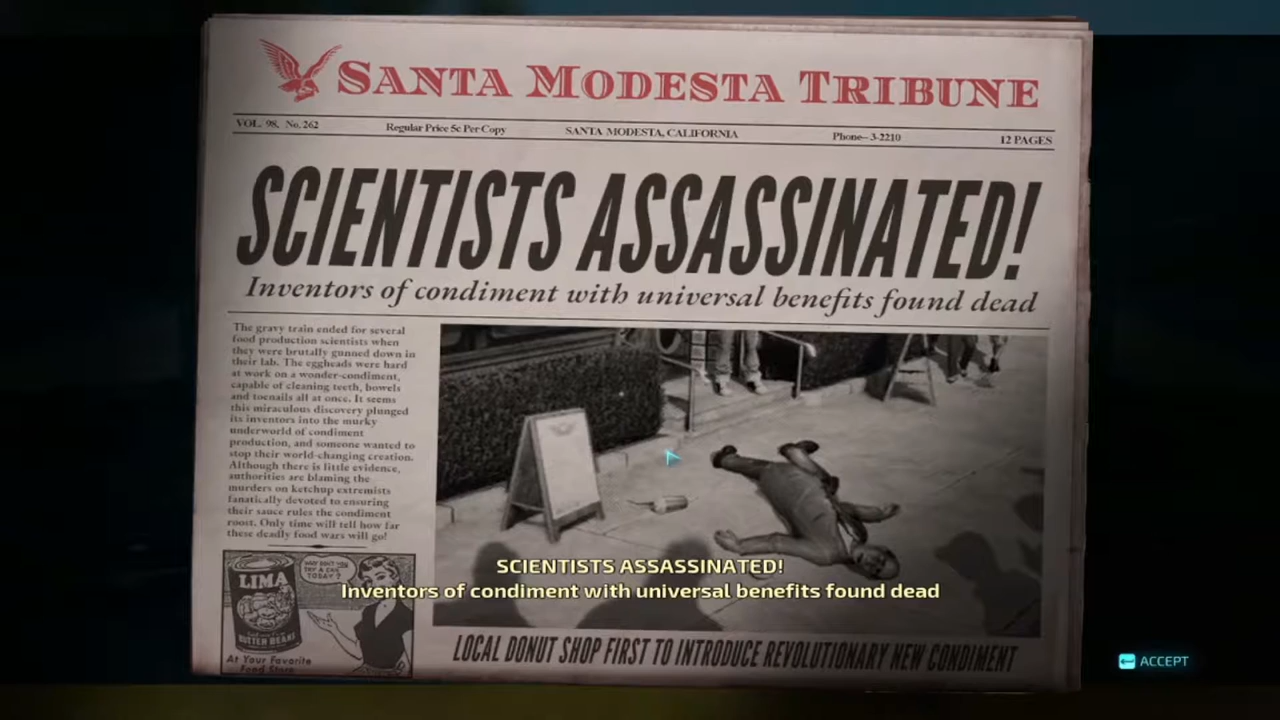 SANTA MODESTA TRIBUNE
VOL. 98, No. 262
Regular Price 5c Per Copy
SANTA MODESTA, CALIFORNIA
Phone–3-2210
12 PAGES
SCIENTISTS ASSASSINATED!
Inventors of condiment with universal benefits found dead
The gravy train ended for several
food production scientists when
they were brutally gunned down in
their lab. The eggheads were hard
at work on a wonder-condiment,
capable of cleaning teeth, bowels
and toenails all at once. It seems
this miraculous discovery plunged
its inventors into the murky
underworld of condiment
production, and someone wanted to
stop their world-changing creation.
Although there is little evidence,
authorities are blaming the
murders on ketchup extremists
fanatically devoted to ensuring
their sauce rules the condiment
roost. Only time will tell how far
these deadly food wars will go!
WHY DON'T YOU
TRY A CAN
TODAY?
LIMA
BUTTER BEANS
At Your Favorite
Food Store
SCIENTISTS ASSASSINATED!
Inventors of condiment with universal benefits found dead
LOCAL DONUT SHOP FIRST TO INTRODUCE REVOLUTIONARY NEW CONDIMENT
ACCEPT